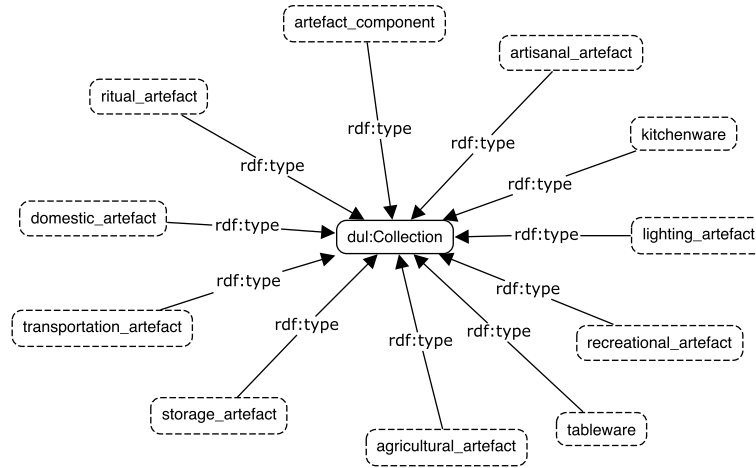 artefact_component
artisanal_artefact
ritual_artefact
kitchenware
rdf:type
rdf:type
rdf:type
rdf:type
domestic_artefact
rdf:type
dul:Collection
rdf:type
lighting_artefact
rdf:type
rdf:type
transportation_artefact
rdf:type
rdf:type
rdf:type
recreational_artefact
storage_artefact
tableware
agricultural_artefact